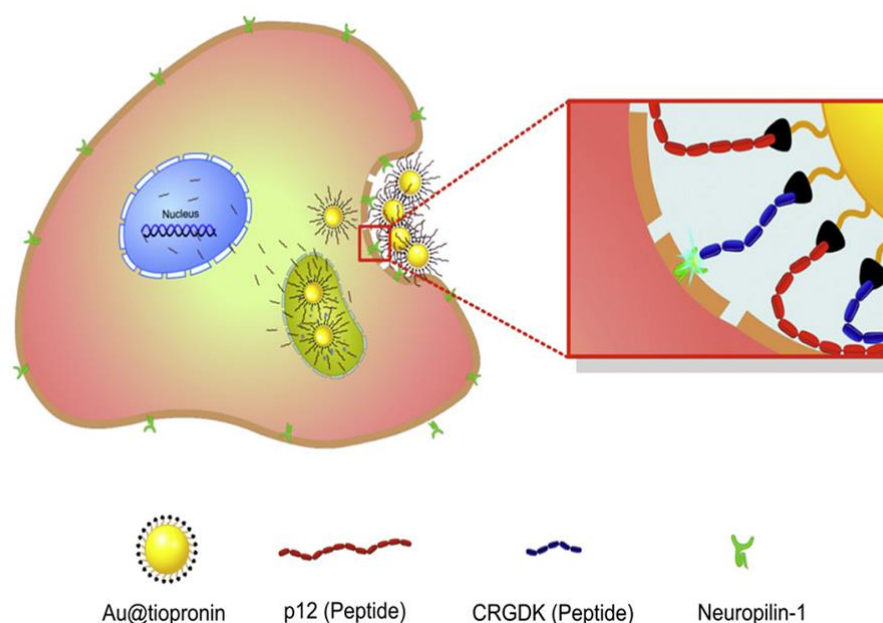 Nucleus
Au@tiopronin
p12 (Peptide)
CRGDK (Peptide)
Neuropilin-1